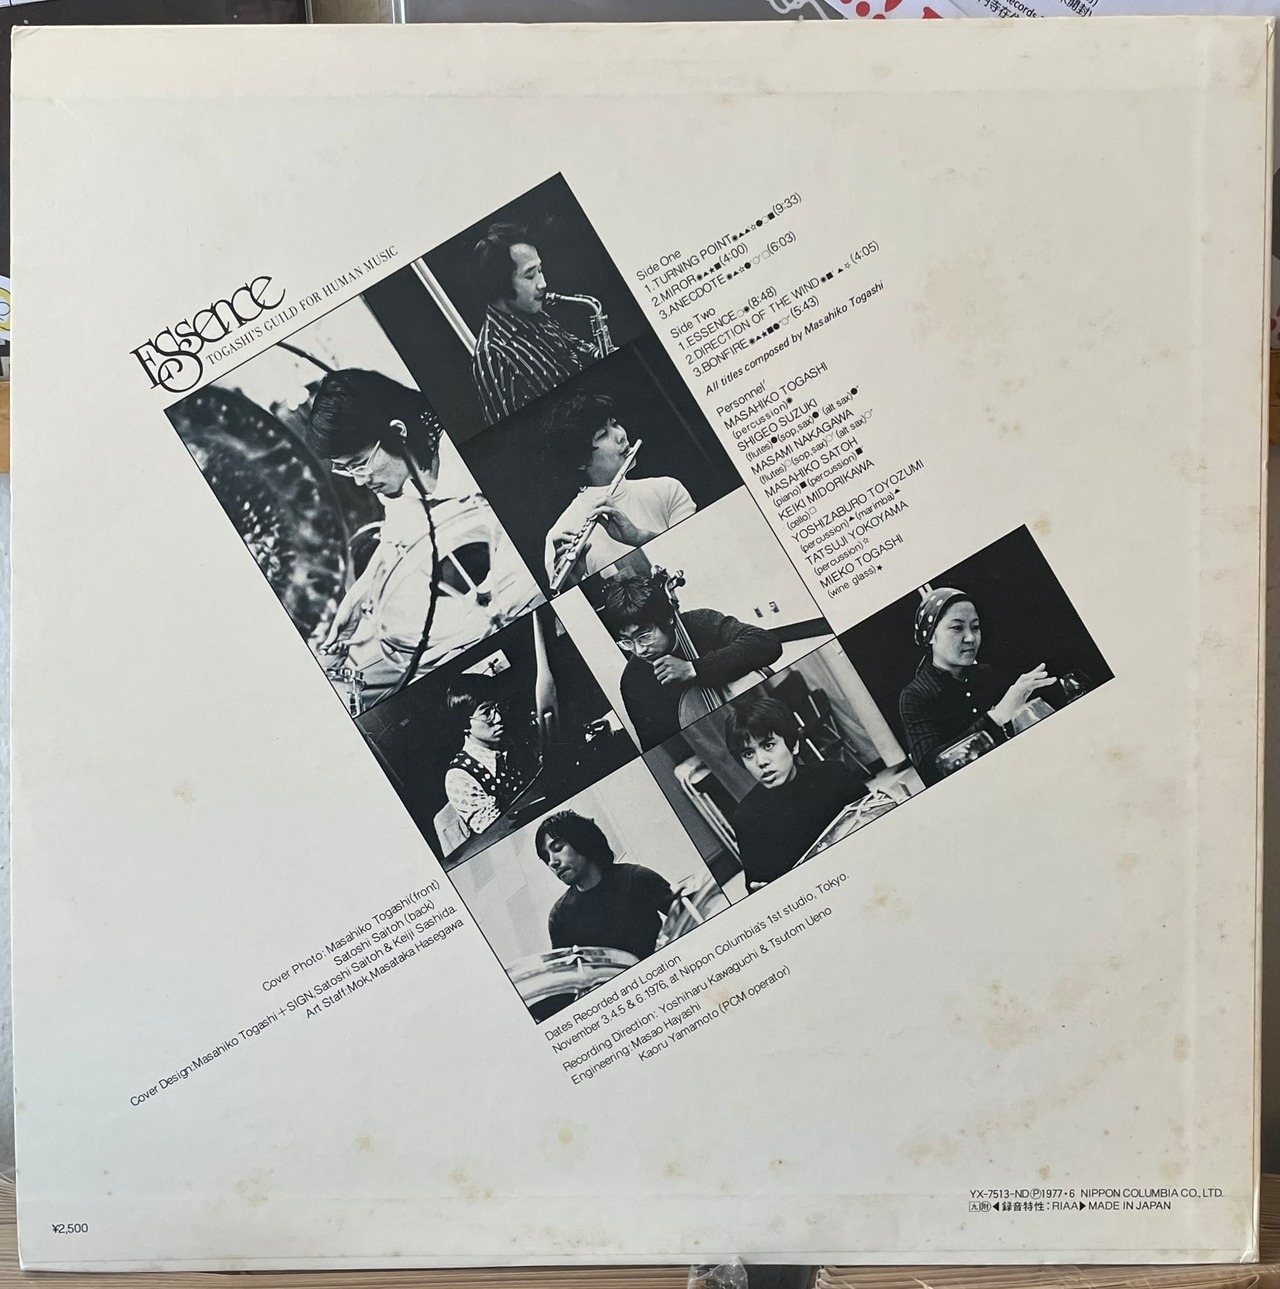 Essence
TOGASHI'S GUILD FOR HUMAN MUSIC
Side One
1.TURNING POINT (9:33)
2.MIROR (4:00)
3.ANECDOTE (6:03)
Side Two
1.ESSENCE (8:48)
2.DIRECTION OF THE WIND (4:05)
3.BONFIRE (5:43)
All titles composed by Masahiko Togashi
Personnel
MASAHIKO TOGASHI
(percussion)
SHIGEO SUZUKI
(flutes)●(sop,sax)●(alt sax)●
MASAMI NAKAGAWA
(flutes)○(sop,sax)○(alt sax)○
MASAHIKO SATOH
(piano)■(percussion)■
KEIKI MIDORIKAWA
(cello)□
YOSHIZABURO TOYOZUMI
(percussion)▲(marimba)▲
TATSUJI YOKOYAMA
(percussion)☆
MIEKO TOGASHI
(wine glass)★
Cover Photo: Masahiko Togashi(front)
Satoshi Saitoh (back)
Cover Design:Masahiko Togashi+SIGN, Satoshi Saitoh & Keiji Sashida.
Art Staff:Mok,Masataka Hasegawa
Dates Recorded and Location
November 3.4.5 & 6.1976, at Nippon Columbia's 1st studio, Tokyo.
Recording Direction: Yoshiharu Kawaguchi & Tsutom Ueno
Engineering:Masao Hayashi
Kaoru Yamamoto (PCM operator)
¥2,500
YX-7513-ND Ⓟ1977・6 NIPPON COLUMBIA CO., LTD.
◀録音特性：RIAA▶ MADE IN JAPAN